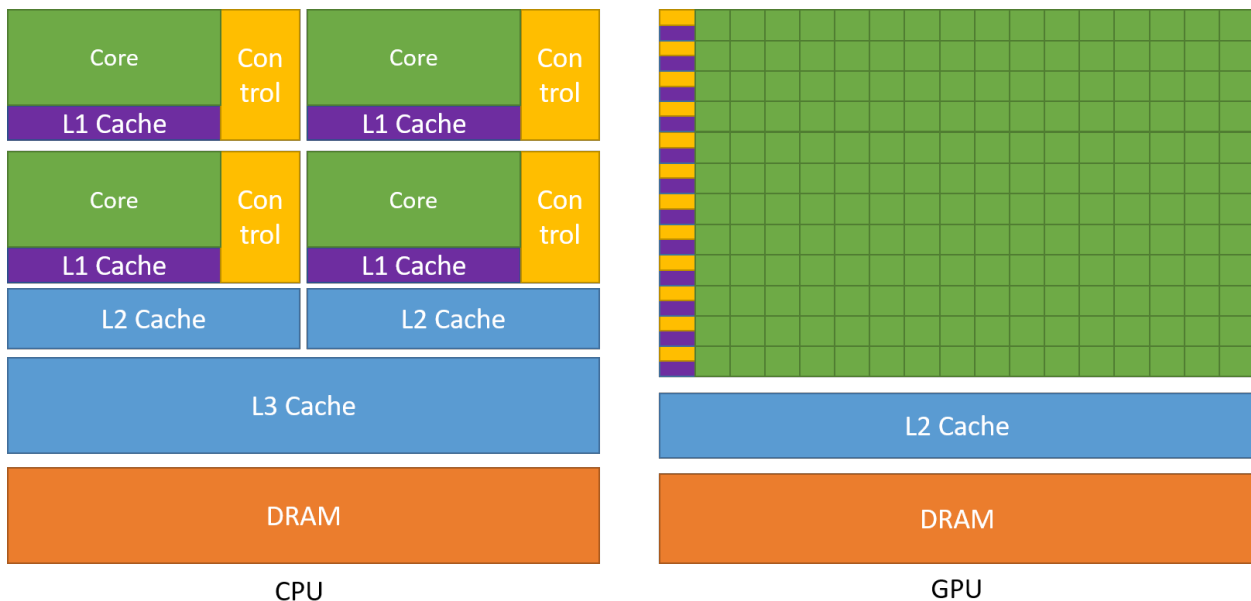 Core
Con
trol
L1 Cache
Core
Con
trol
L1 Cache
Core
Con
trol
L1 Cache
Core
Con
trol
L1 Cache
L2 Cache
L2 Cache
L3 Cache
DRAM
CPU
L2 Cache
DRAM
GPU